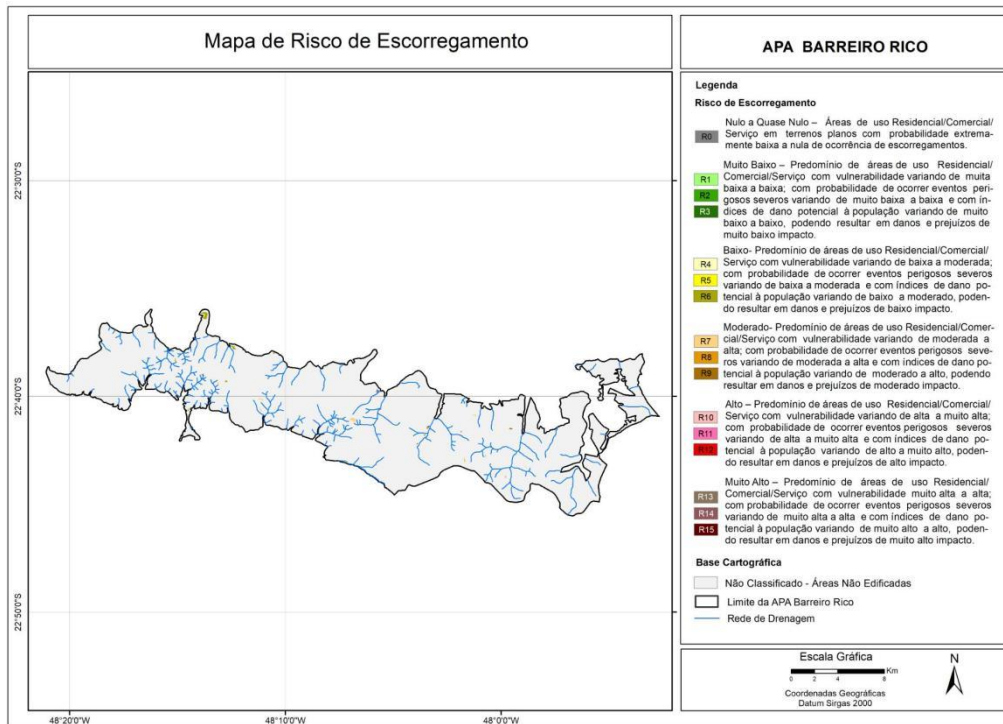 Mapa de Risco de Escorregamento
APA BARREIRO RICO
22°30'0"S
22°40'0"S
22°50'0"S
48°20'0"W
48°10'0"W
48°0'0"W
Legenda
Risco de Escorregamento
R0
Nulo a Quase Nulo – Áreas de uso Residencial/Comercial/
Serviço em terrenos planos com probabilidade extrema-
mente baixa a nula de ocorrência de escorregamentos.
R1
R2
R3
Muito Baixo – Predomínio de áreas de uso Residencial/
Comercial/Serviço com vulnerabilidade variando de muita
baixa a baixa; com probabilidade de ocorrer eventos peri-
gosos severos variando de muito baixa a baixa e com ín-
dices de dano potencial à população variando de muito
baixo a baixo, podendo resultar em danos e prejuízos de
muito baixo impacto.
R4
R5
R6
Baixo- Predomínio de áreas de uso Residencial/Comercial/
Serviço com vulnerabilidade variando de baixa a moderada;
com probabilidade de ocorrer eventos perigosos severos
variando de baixa a moderada e com índices de dano po-
tencial à população variando de baixo a moderado, poden-
do resultar em danos e prejuízos de baixo impacto.
R7
R8
R9
Moderado- Predomínio de áreas de uso Residencial/Comer-
cial/Serviço com vulnerabilidade variando de moderada a
alta; com probabilidade de ocorrer eventos perigosos seve-
ros variando de moderada a alta e com índices de dano po-
tencial à população variando de moderado a alto, podendo
resultar em danos e prejuízos de moderado impacto.
R10
R11
R12
Alto – Predomínio de áreas de uso Residencial/Comercial/
Serviço com vulnerabilidade variando de alta a muito alta;
com probabilidade de ocorrer eventos perigosos severos
variando de alta a muito alta e com índices de dano po-
tencial à população variando de alto a muito alto, poden-
do resultar em danos e prejuízos de alto impacto.
R13
R14
R15
Muito Alto – Predomínio de áreas de uso Residencial/
Comercial/Serviço com vulnerabilidade muito alta a alta;
com probabilidade de ocorrer eventos perigosos severos
variando de muito alta a alta e com índices de dano po-
tencial à população variando de muito alto a alto, poden-
do resultar em danos e prejuízos de muito alto impacto.
Base Cartográfica
Não Classificado - Áreas Não Edificadas
Limite da APA Barreiro Rico
Rede de Drenagem
Escala Gráfica
0 2 4 6 8 Km
N
Coordenadas Geográficas
Datum Sirgas 2000